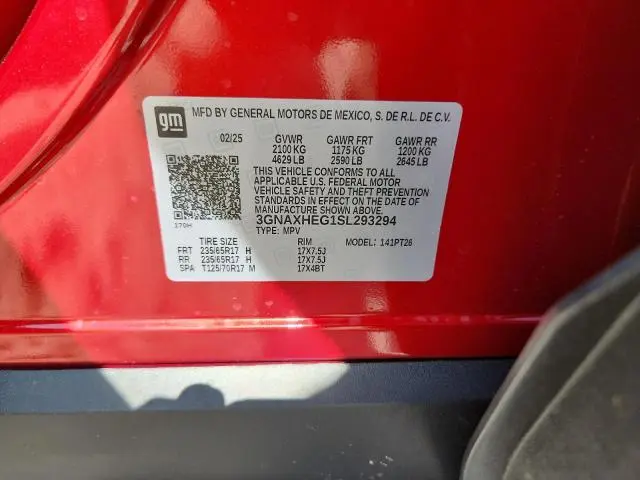 gm
MFD BY GENERAL MOTORS DE MEXICO, S. DE R.L. DE C.V.
02/25 GVWR GAWR FRT GAWR RR
2100 KG 1175 KG 1200 KG
4629 LB 2590 LB 2645 LB
THIS VEHICLE CONFORMS TO ALL
APPLICABLE U.S. FEDERAL MOTOR
VEHICLE SAFETY AND THEFT PREVENTION
STANDARDS IN EFFECT ON THE DATE OF
MANUFACTURE SHOWN ABOVE.
3GNAXHEG1SL293294
179H TYPE: MPV
TIRE SIZE RIM MODEL: 141PT26
FRT 235/65R17 H 17X7.5J
RR 235/65R17 H 17X7.5J
SPA T125/70R17 M 17X4BT